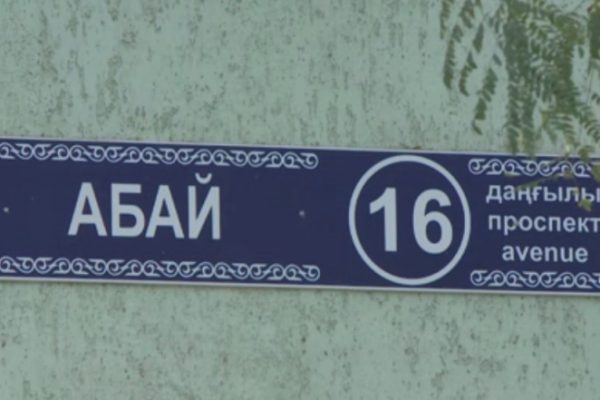 АБАЙ
16
даңғылы
проспект
avenue